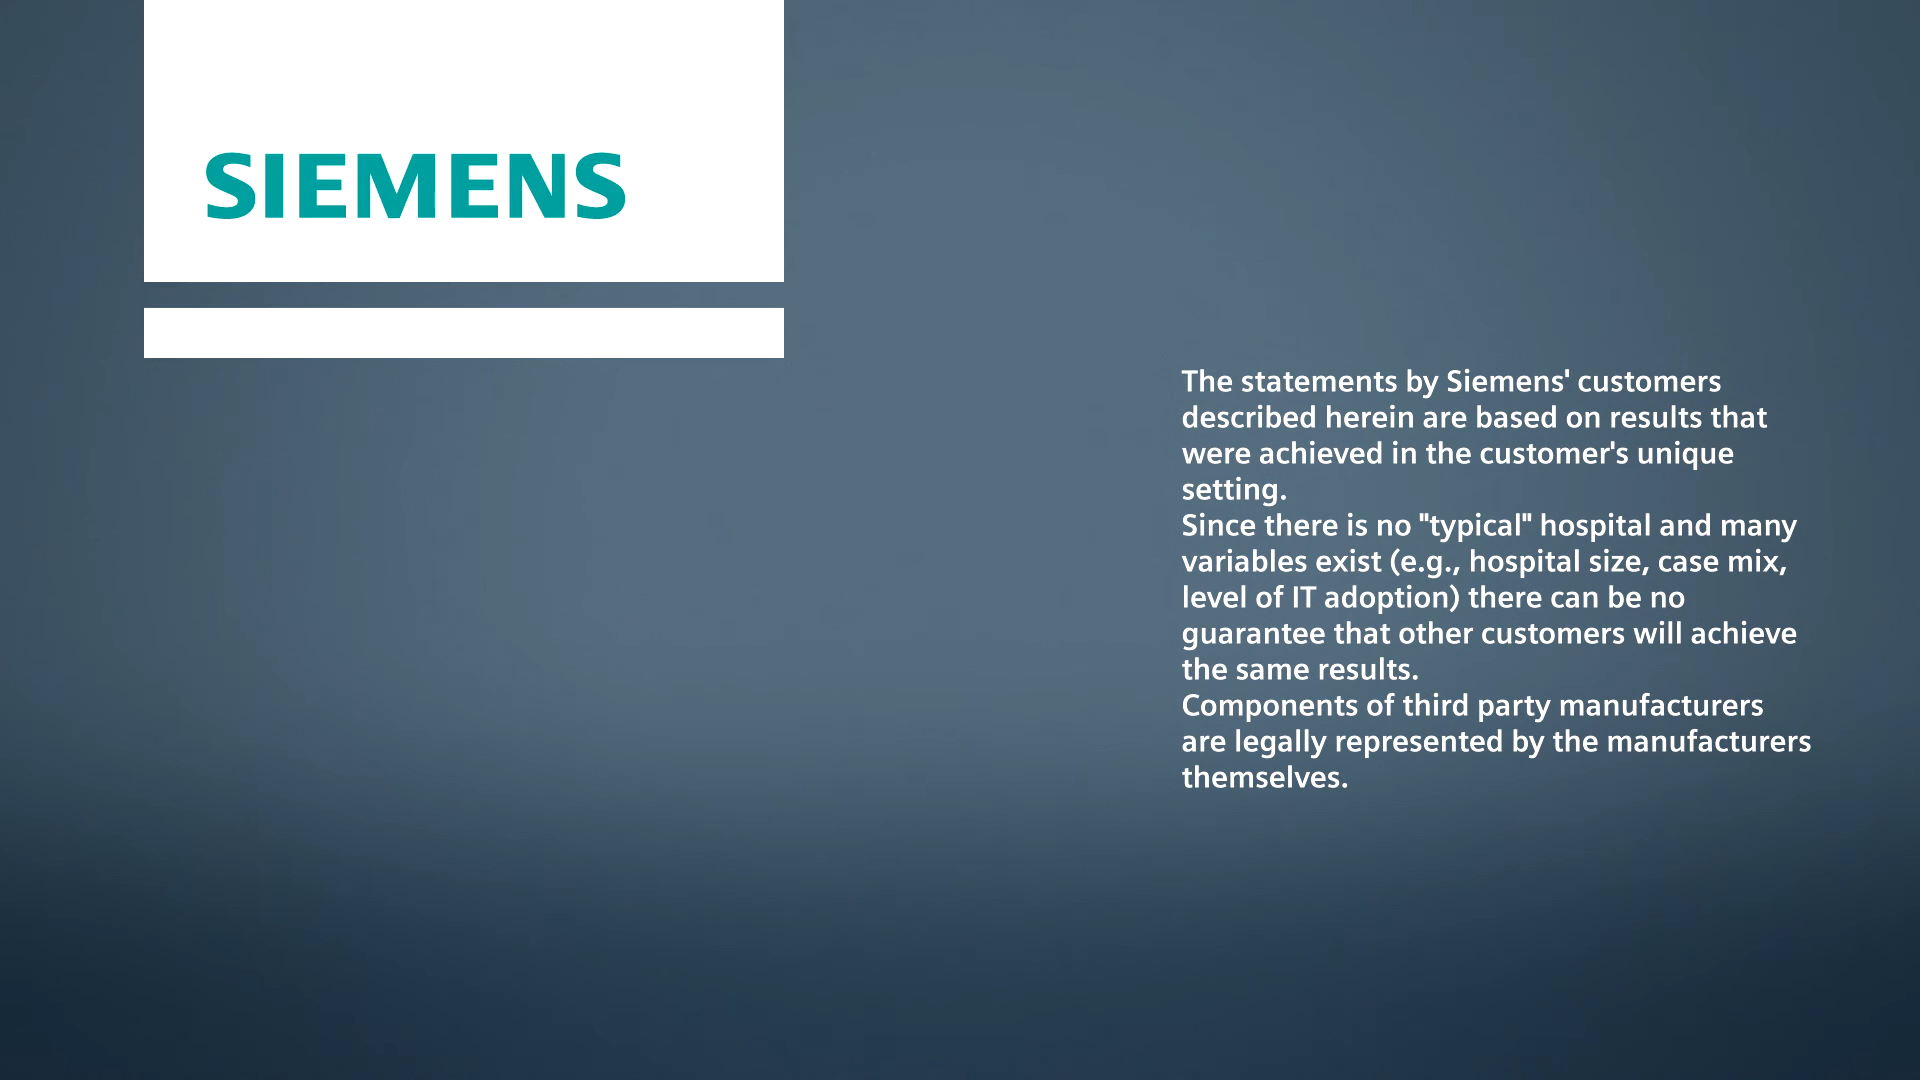 SIEMENS
The statements by Siemens' customers
described herein are based on results that
were achieved in the customer's unique
setting.
Since there is no "typical" hospital and many
variables exist (e.g., hospital size, case mix,
level of IT adoption) there can be no
guarantee that other customers will achieve
the same results.
Components of third party manufacturers
are legally represented by the manufacturers
themselves.